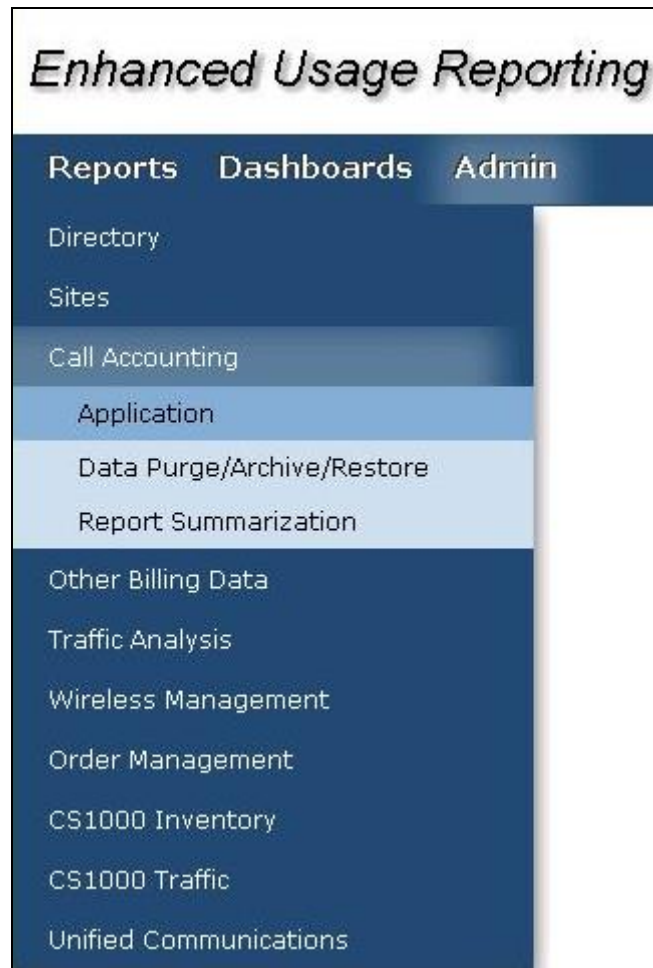 Enhanced Usage Reporting
Reports Dashboards Admin
Directory
Sites
Call Accounting
Application
Data Purge/Archive/Restore
Report Summarization
Other Billing Data
Traffic Analysis
Wireless Management
Order Management
CS1000 Inventory
CS1000 Traffic
Unified Communications